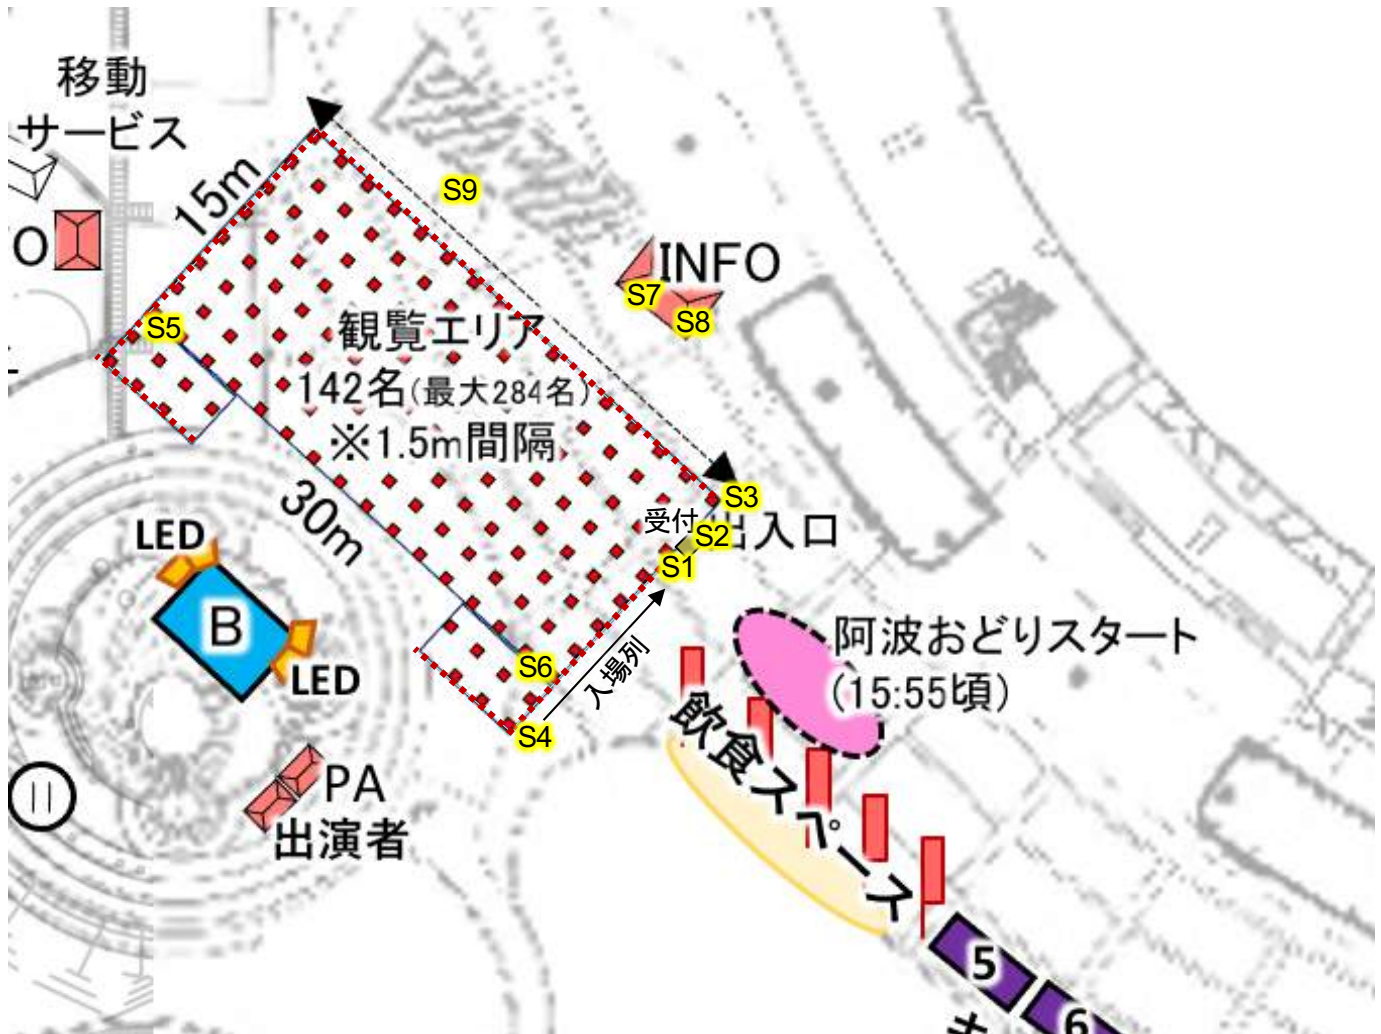 移動
サービス
15m
S9
O
INFO
S7
S8
S5
観覧エリア
142名(最大284名)
※1.5m間隔
30m
S3
受付
S2
出入口
S1
LED
B
LED
S6
入場列
S4
阿波おどりスタート
(15:55頃)
飲食スペース
PA
出演者
11
5
6